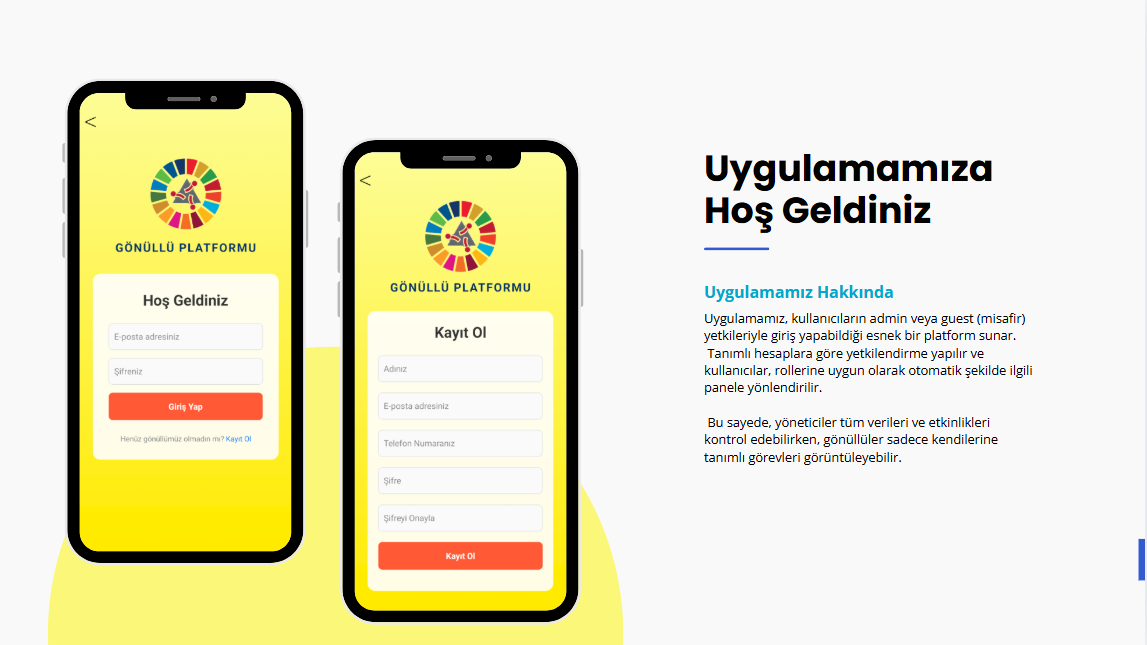 <
GÖNÜLLÜ PLATFORMU
Hoş Geldiniz
E-posta adresiniz
Şifreniz
Giriş Yap
Henüz gönüllümüz olmadın mı? Kayıt Ol
<
GÖNÜLLÜ PLATFORMU
Kayıt Ol
Adınız
E-posta adresiniz
Telefon Numaranız
Şifre
Şifreyi Onayla
Kayıt Ol
Uygulamamıza
Hoş Geldiniz
Uygulamamız Hakkında
Uygulamamız, kullanıcıların admin veya guest (misafir)
yetkileriyle giriş yapabildiği esnek bir platform sunar.
Tanımlı hesaplara göre yetkilendirme yapılır ve
kullanıcılar, rollerine uygun olarak otomatik şekilde ilgili
panele yönlendirilir.
Bu sayede, yöneticiler tüm verileri ve etkinlikleri
kontrol edebilirken, gönüllüler sadece kendilerine
tanımlı görevleri görüntüleyebilir.